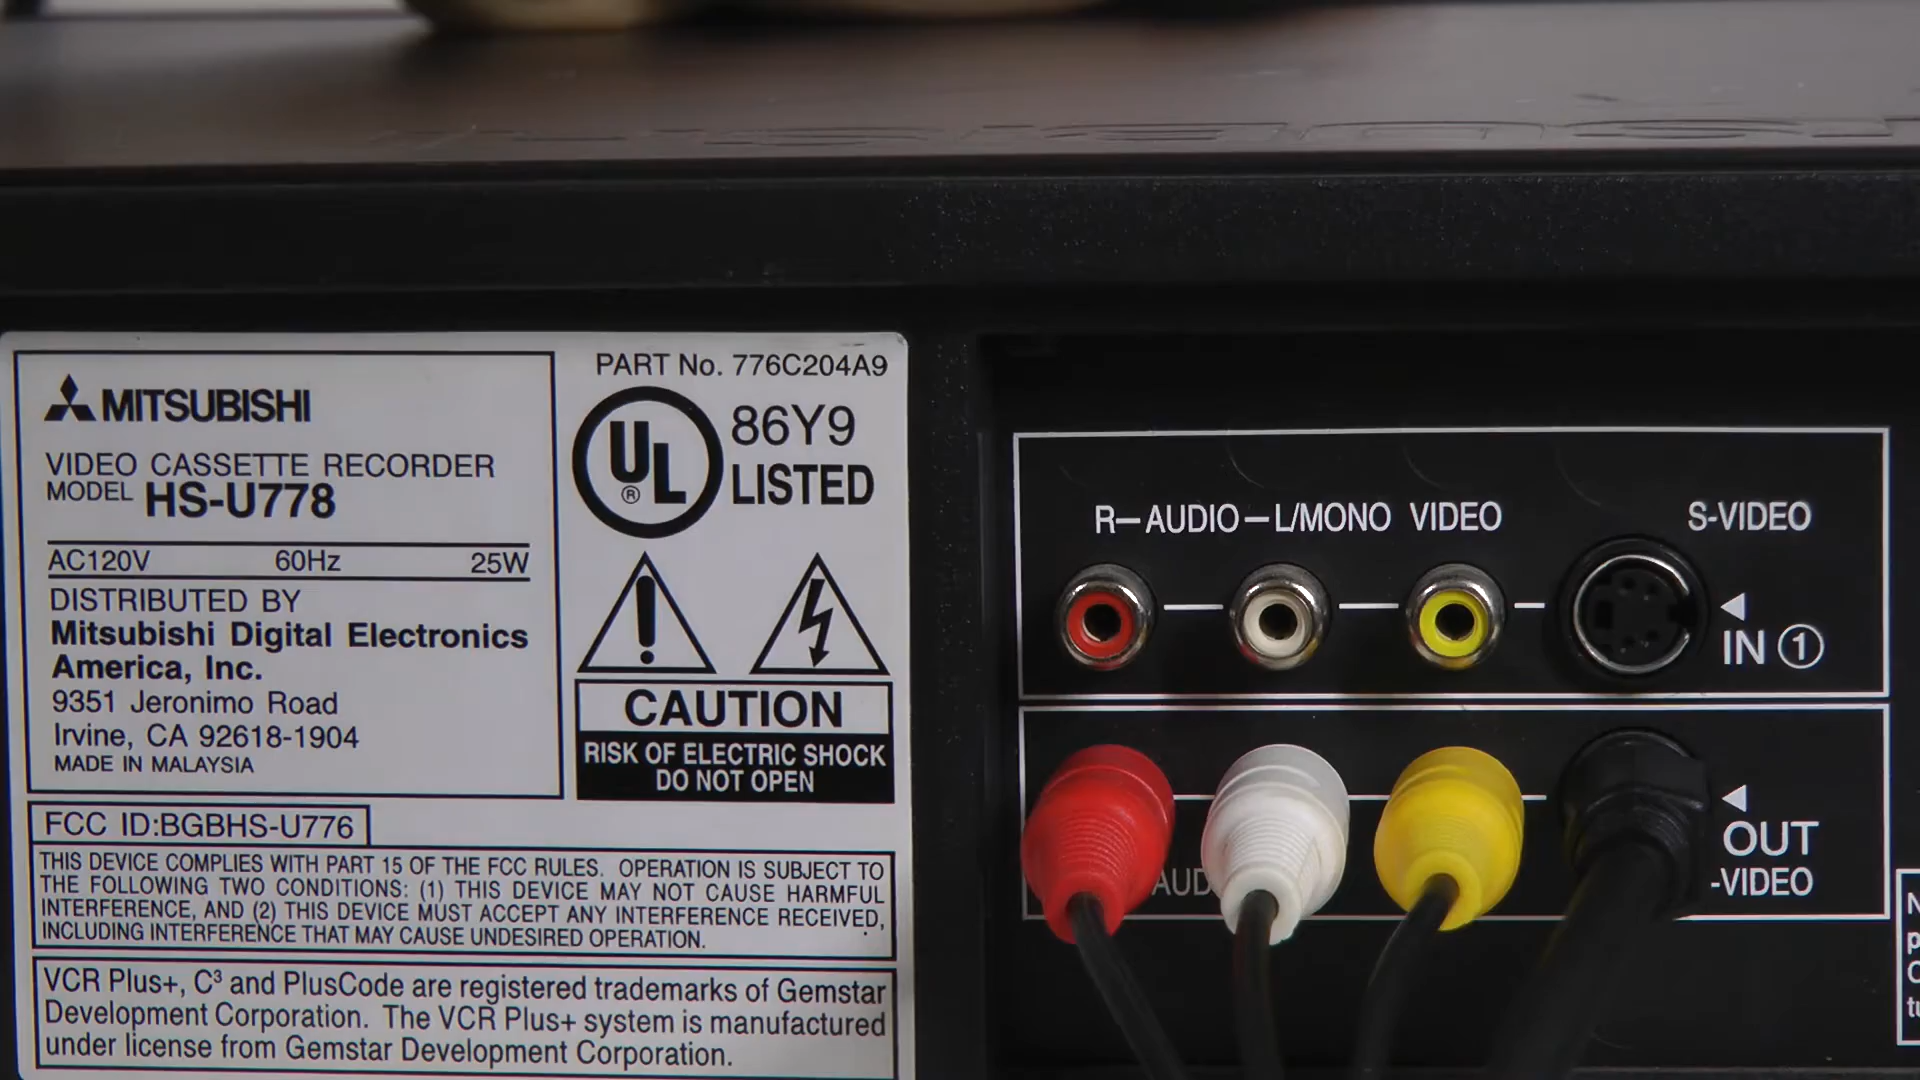 MITSUBISHI
VIDEO CASSETTE RECORDER
MODEL HS-U778
AC120V 60Hz 25W
DISTRIBUTED BY
Mitsubishi Digital Electronics
America, Inc.
9351 Jeronimo Road
Irvine, CA 92618-1904
MADE IN MALAYSIA
PART No. 776C204A9
UL ®
86Y9
LISTED
CAUTION
RISK OF ELECTRIC SHOCK
DO NOT OPEN
FCC ID:BGBHS-U776
THIS DEVICE COMPLIES WITH PART 15 OF THE FCC RULES. OPERATION IS SUBJECT TO
THE FOLLOWING TWO CONDITIONS: (1) THIS DEVICE MAY NOT CAUSE HARMFUL
INTERFERENCE, AND (2) THIS DEVICE MUST ACCEPT ANY INTERFERENCE RECEIVED,
INCLUDING INTERFERENCE THAT MAY CAUSE UNDESIRED OPERATION.
VCR Plus+, C³ and PlusCode are registered trademarks of Gemstar
Development Corporation. The VCR Plus+ system is manufactured
under license from Gemstar Development Corporation.
R—AUDIO—L/MONO VIDEO S-VIDEO
IN ①
OUT
AUD -VIDEO